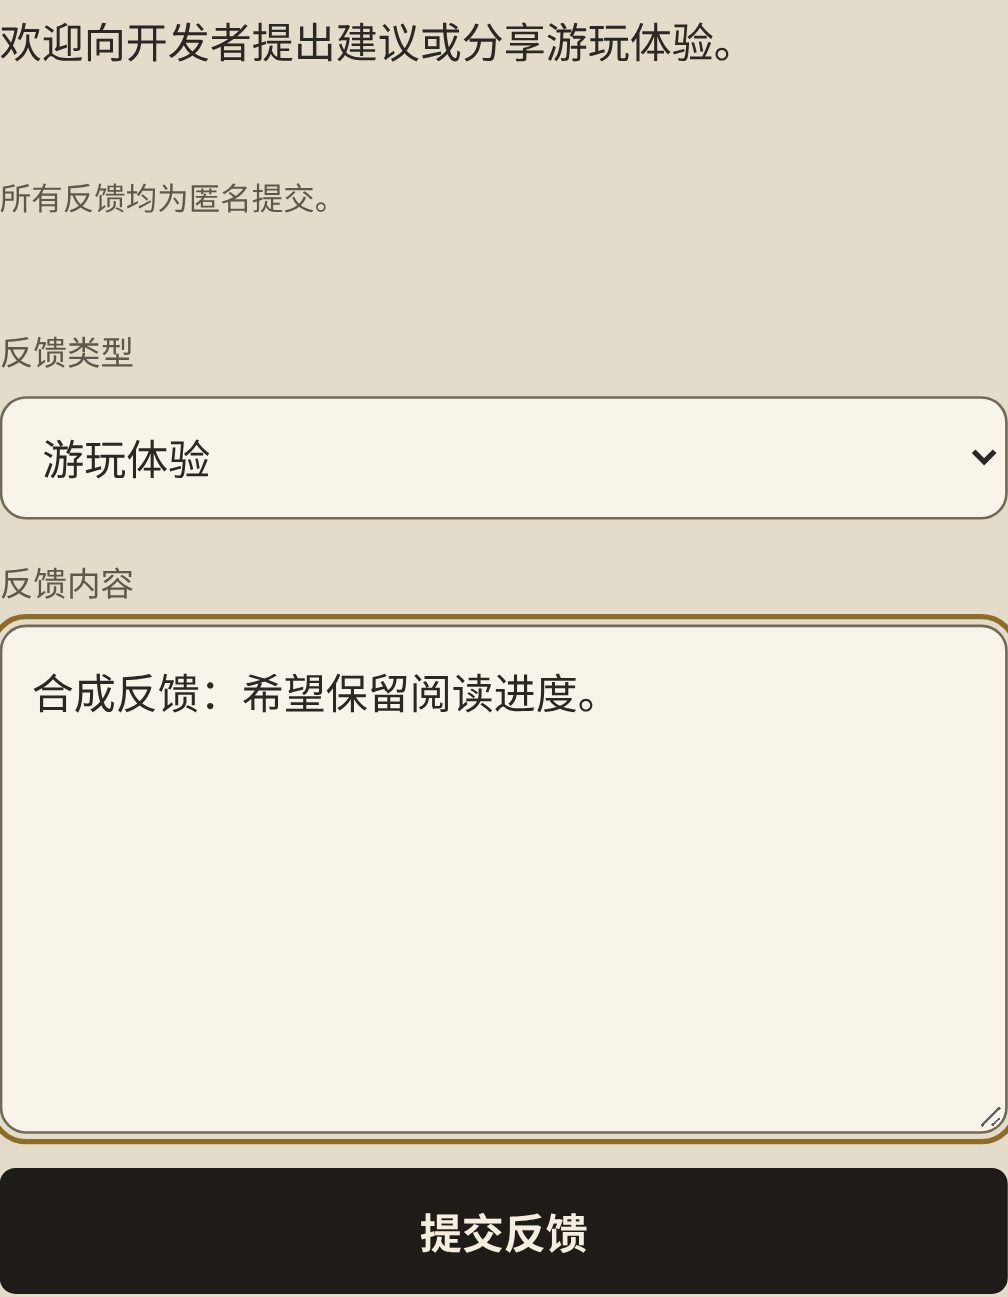 欢迎向开发者提出建议或分享游玩体验。
所有反馈均为匿名提交。
反馈类型
游玩体验
反馈内容
合成反馈：希望保留阅读进度。
提交反馈